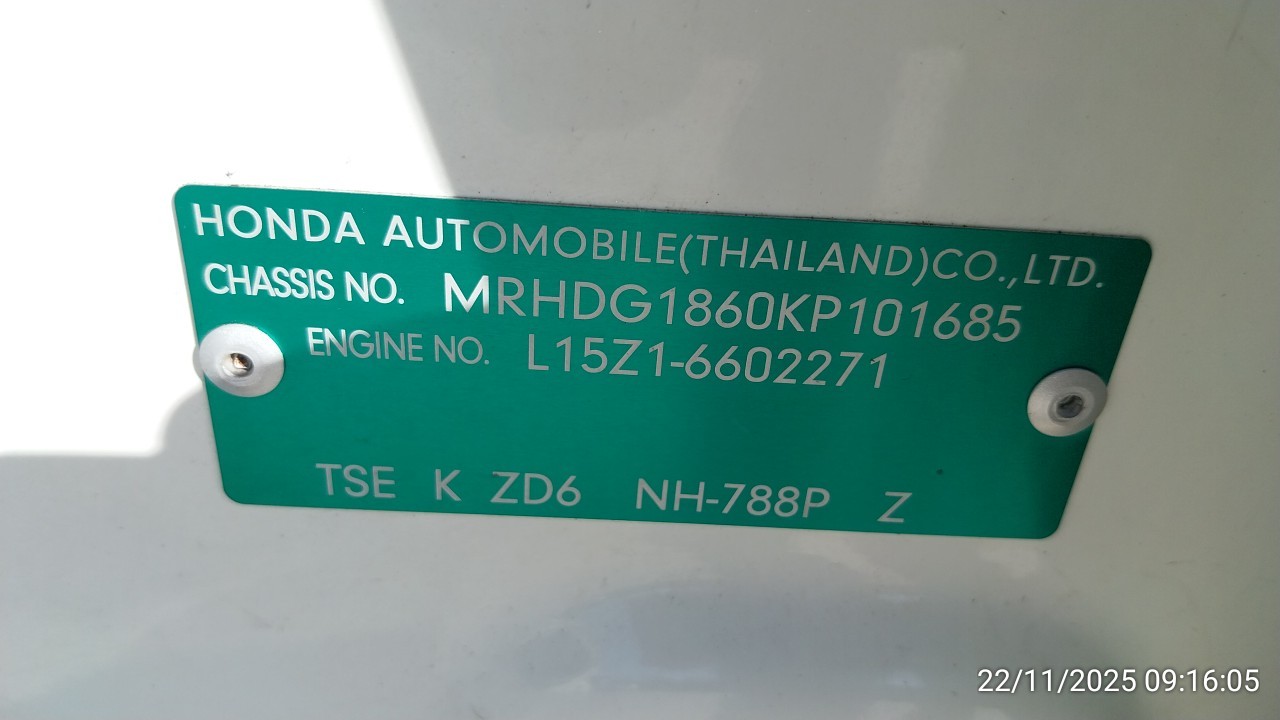 HONDA AUTOMOBILE(THAILAND)CO.,LTD.
CHASSIS NO. MRHDG1860KP101685
ENGINE NO. L15Z1-6602271
TSE K ZD6 NH-788P Z
22/11/2025 09:16:05